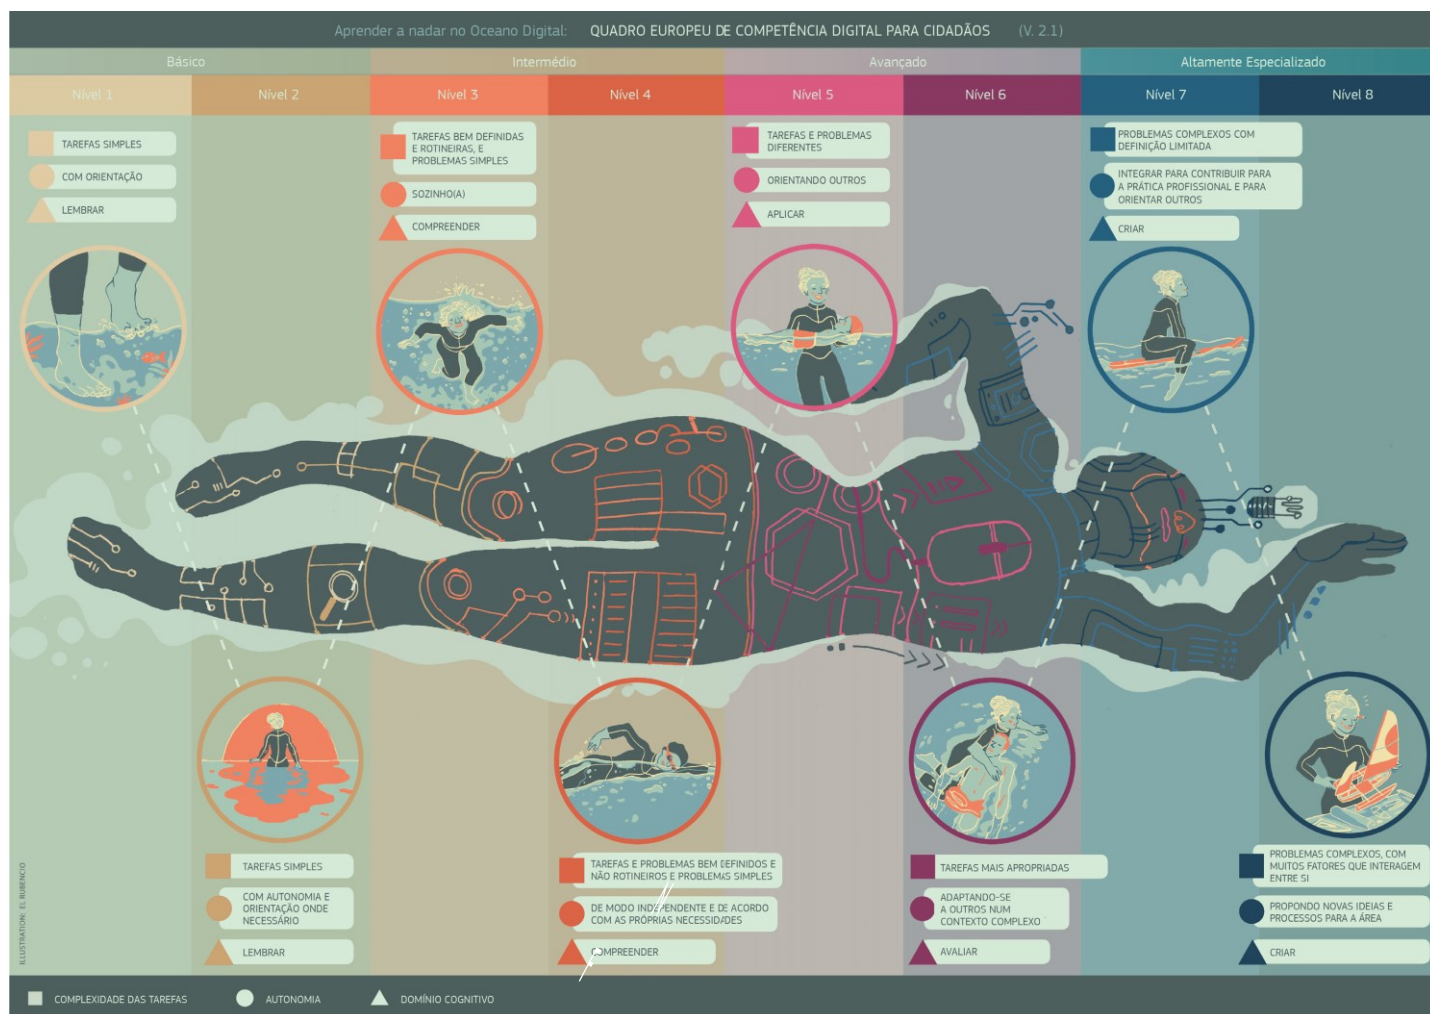 Aprender a nadar no Oceano Digital: QUADRO EUROPEU DE COMPETÊNCIA DIGITAL PARA CIDADÃOS (V. 2.1)
Básico
Intermédio
Avançado
Altamente Especializado
Nível 1
Nível 2
Nível 3
Nível 4
Nível 5
Nível 6
Nível 7
Nível 8
TAREFAS SIMPLES
COM ORIENTAÇÃO
LEMBRAR
TAREFAS BEM DEFINIDAS
E ROTINEIRAS, E
PROBLEMAS SIMPLES
SOZINHO(A)
COMPREENDER
TAREFAS E PROBLEMAS
DIFERENTES
ORIENTANDO OUTROS
APLICAR
PROBLEMAS COMPLEXOS COM
DEFINIÇÃO LIMITADA
INTEGRAR PARA CONTRIBUIR PARA
A PRÁTICA PROFISSIONAL E PARA
ORIENTAR OUTROS
CRIAR
TAREFAS SIMPLES
COM AUTONOMIA E
ORIENTAÇÃO ONDE
NECESSÁRIO
LEMBRAR
TAREFAS E PROBLEMAS BEM DEFINIDOS E
NÃO ROTINEIROS E PROBLEMAS SIMPLES
DE MODO INDEPENDENTE E DE ACORDO
COM AS PRÓPRIAS NECESSIDADES
COMPREENDER
TAREFAS MAIS APROPRIADAS
ADAPTANDO-SE
A OUTROS NUM
CONTEXTO COMPLEXO
AVALIAR
PROBLEMAS COMPLEXOS, COM
MUITOS FATORES QUE INTERAGEM
ENTRE SI
PROPONDO NOVAS IDEIAS E
PROCESSOS PARA A ÁREA
CRIAR
ILLUSTRATION: EL RUBENCIO
COMPLEXIDADE DAS TAREFAS
AUTONOMIA
DOMÍNIO COGNITIVO